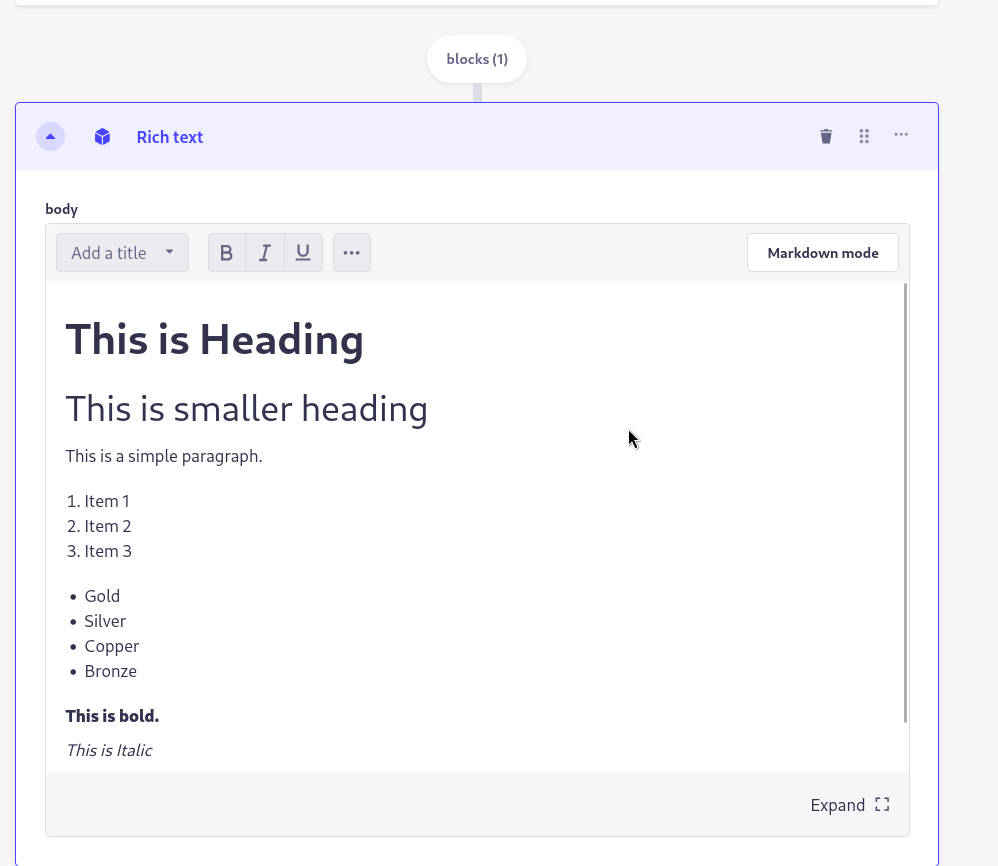 blocks (1)
Rich text
body
Add a title
B I U
Markdown mode
This is Heading
This is smaller heading
This is a simple paragraph.
1. Item 1
2. Item 2
3. Item 3
• Gold
• Silver
• Copper
• Bronze
This is bold.
This is Italic
Expand